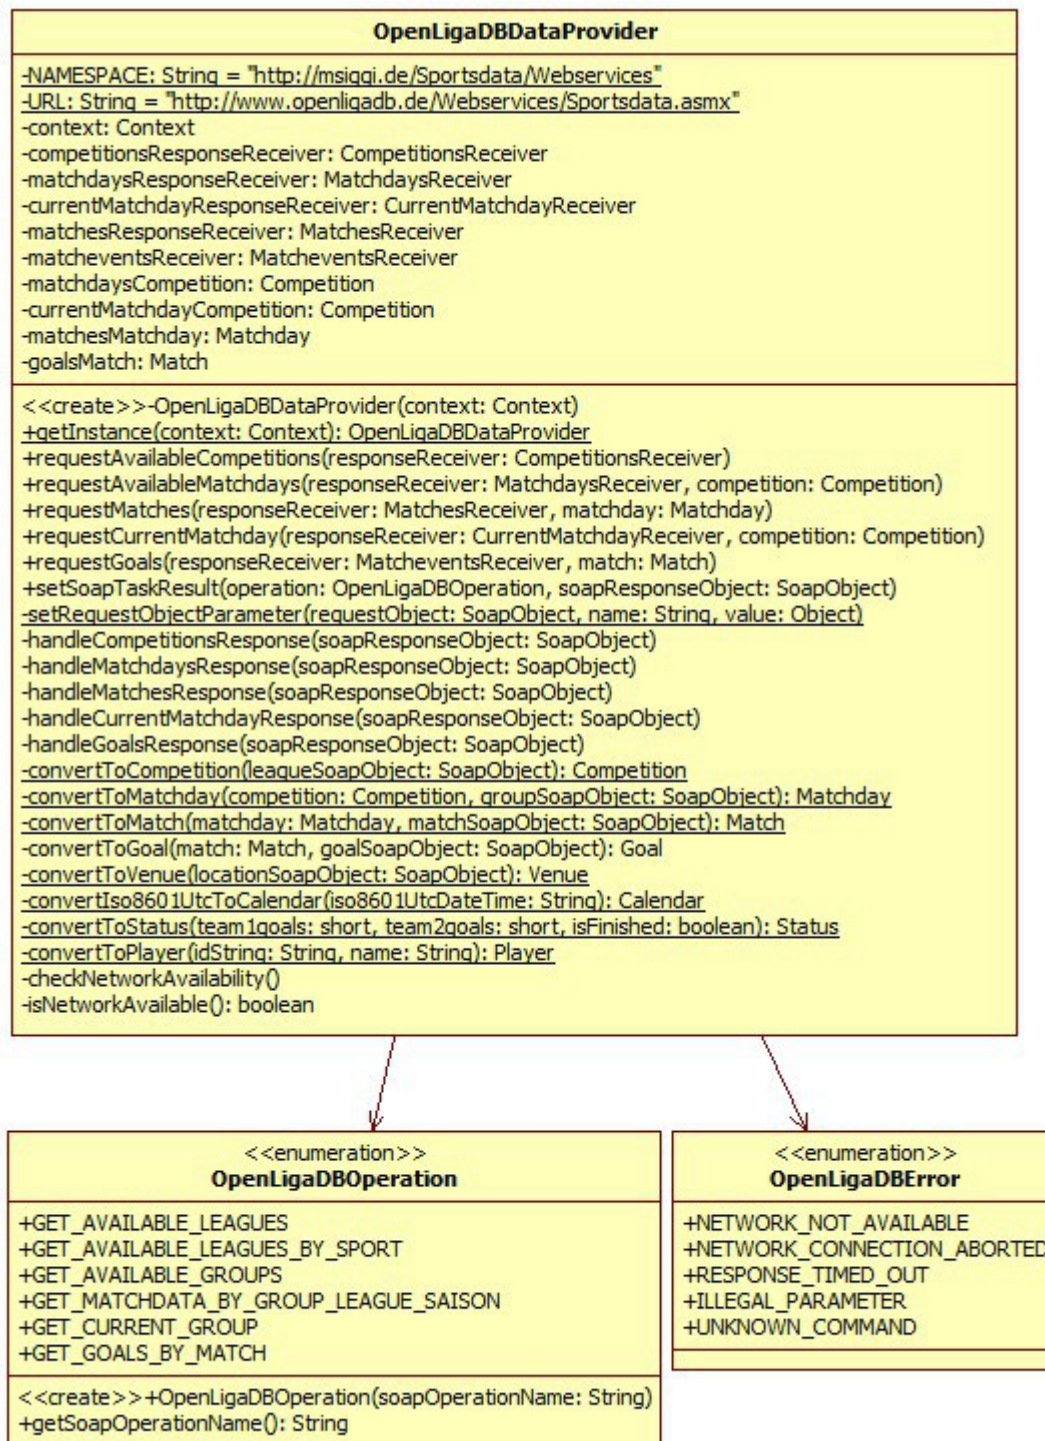 OpenLigaDBDataProvider
-NAMESPACE: String = "http://msiggi.de/Sportsdata/Webservices"
-URL: String = "http://www.openligadb.de/Webservices/Sportsdata.asmx"
-context: Context
-competitionsResponseReceiver: CompetitionsReceiver
-matchdaysResponseReceiver: MatchdaysReceiver
-currentMatchdayResponseReceiver: CurrentMatchdayReceiver
-matchesResponseReceiver: MatchesReceiver
-matcheventsReceiver: MatcheventsReceiver
-matchdaysCompetition: Competition
-currentMatchdayCompetition: Competition
-matchesMatchday: Matchday
-goalsMatch: Match
<<create>>-OpenLigaDBDataProvider(context: Context)
+getInstance(context: Context): OpenLigaDBDataProvider
+requestAvailableCompetitions(responseReceiver: CompetitionsReceiver)
+requestAvailableMatchdays(responseReceiver: MatchdaysReceiver, competition: Competition)
+requestMatches(responseReceiver: MatchesReceiver, matchday: Matchday)
+requestCurrentMatchday(responseReceiver: CurrentMatchdayReceiver, competition: Competition)
+requestGoals(responseReceiver: MatcheventsReceiver, match: Match)
+setSoapTaskResult(operation: OpenLigaDBOperation, soapResponseObject: SoapObject)
-setRequestObjectParameter(requestObject: SoapObject, name: String, value: Object)
-handleCompetitionsResponse(soapResponseObject: SoapObject)
-handleMatchdaysResponse(soapResponseObject: SoapObject)
-handleMatchesResponse(soapResponseObject: SoapObject)
-handleCurrentMatchdayResponse(soapResponseObject: SoapObject)
-handleGoalsResponse(soapResponseObject: SoapObject)
-convertToCompetition(leagueSoapObject: SoapObject): Competition
-convertToMatchday(competition: Competition, groupSoapObject: SoapObject): Matchday
-convertToMatch(matchday: Matchday, matchSoapObject: SoapObject): Match
-convertToGoal(match: Match, goalSoapObject: SoapObject): Goal
-convertToVenue(locationSoapObject: SoapObject): Venue
-convertIso8601UtcToCalendar(iso8601UtcDateTime: String): Calendar
-convertToStatus(team1goals: short, team2goals: short, isFinished: boolean): Status
-convertToPlayer(idString: String, name: String): Player
-checkNetworkAvailability()
-isNetworkAvailable(): boolean
<<enumeration>>
OpenLigaDBOperation
+GET_AVAILABLE_LEAGUES
+GET_AVAILABLE_LEAGUES_BY_SPORT
+GET_AVAILABLE_GROUPS
+GET_MATCHDATA_BY_GROUP_LEAGUE_SAISON
+GET_CURRENT_GROUP
+GET_GOALS_BY_MATCH
<<create>>+OpenLigaDBOperation(soapOperationName: String)
+getSoapOperationName(): String
<<enumeration>>
OpenLigaDBError
+NETWORK_NOT_AVAILABLE
+NETWORK_CONNECTION_ABORTED
+RESPONSE_TIMED_OUT
+ILLEGAL_PARAMETER
+UNKNOWN_COMMAND